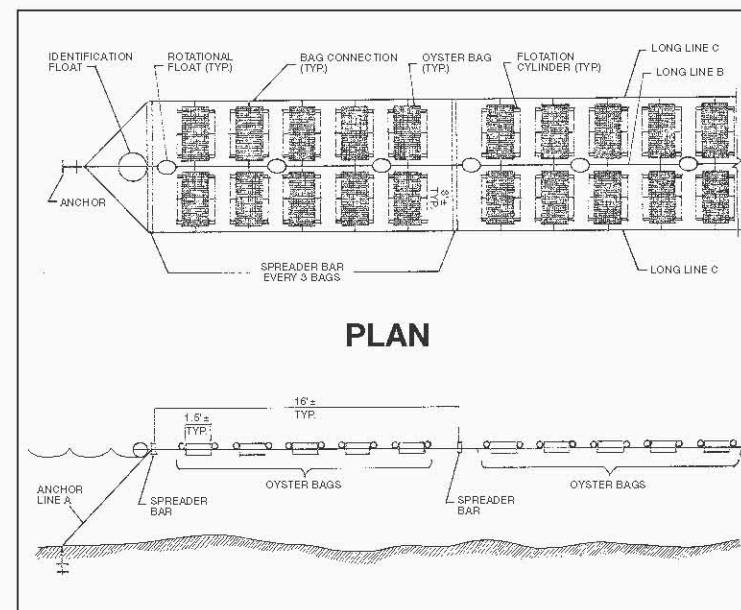 IDENTIFICATION
FLOAT
ROTATIONAL
FLOAT (TYP.)
BAG CONNECTION
(TYP.)
OYSTER BAG
(TYP.)
FLOTATION
CYLINDER (TYP.)
LONG LINE C
LONG LINE B
ANCHOR
8'±
TYP.
SPREADER BAR
EVERY 3 BAGS
LONG LINE C
PLAN
16'±
TYP.
1.5'±
TYP.
ANCHOR
LINE A
SPREADER
BAR
OYSTER BAGS
SPREADER
BAR
OYSTER BAGS